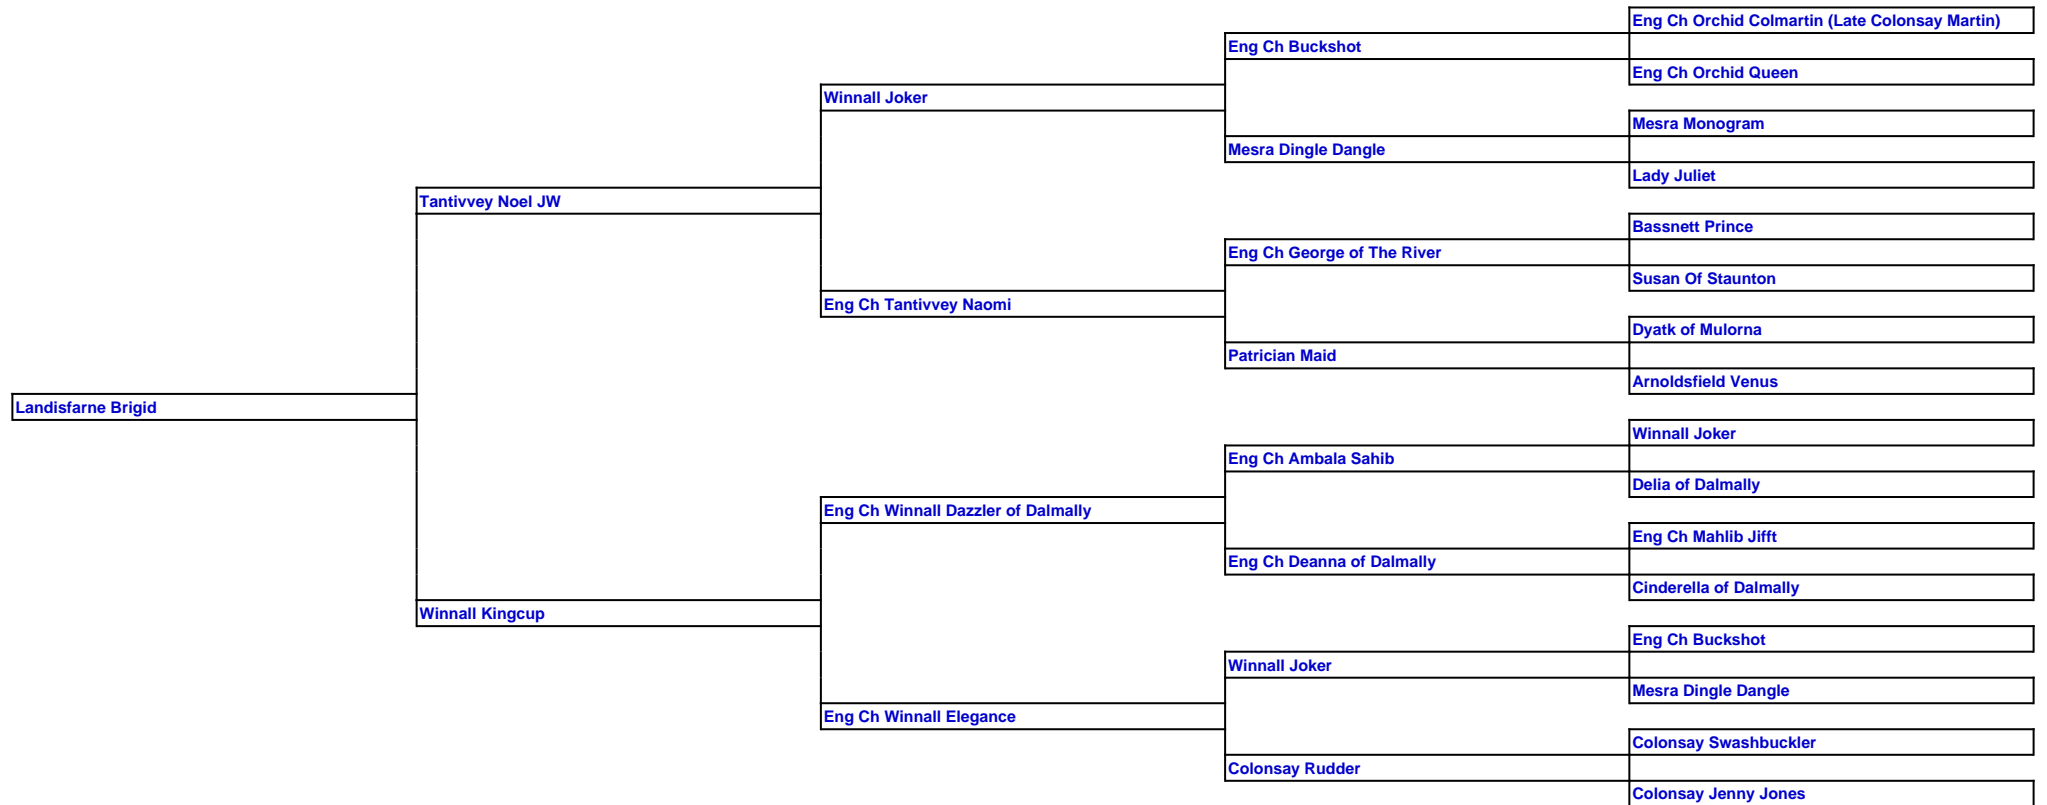 Eng Ch Orchid Colmartin (Late Colonsay Martin)
Eng Ch Buckshot
Eng Ch Orchid Queen
Winnall Joker
Mesra Monogram
Mesra Dingle Dangle
Lady Juliet
Tantivvey Noel JW
Bassnett Prince
Eng Ch George of The River
Susan Of Staunton
Eng Ch Tantivvey Naomi
Dyatk of Mulorna
Patrician Maid
Arnoldsfield Venus
Landisfarne Brigid
Winnall Joker
Eng Ch Ambala Sahib
Delia of Dalmally
Eng Ch Winnall Dazzler of Dalmally
Eng Ch Mahlib Jifft
Eng Ch Deanna of Dalmally
Cinderella of Dalmally
Winnall Kingcup
Eng Ch Buckshot
Winnall Joker
Mesra Dingle Dangle
Eng Ch Winnall Elegance
Colonsay Swashbuckler
Colonsay Rudder
Colonsay Jenny Jones